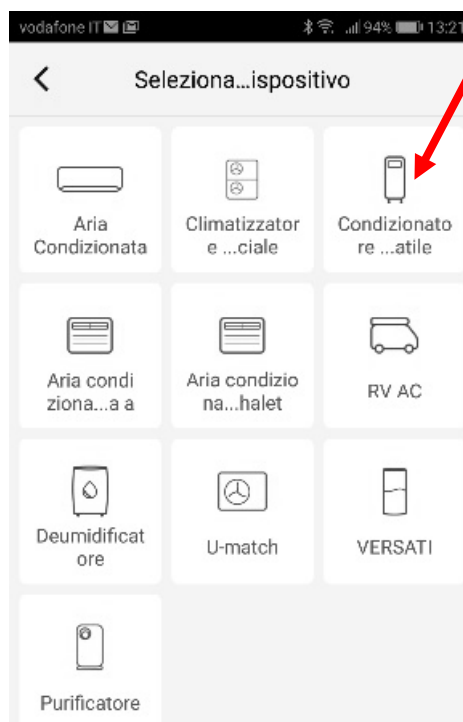 vodafone IT 94% 13:21
Seleziona...ispositivo
Aria
Condizionata
Climatizzator
e ...ciale
Condizionato
re ...atile
Aria condi
ziona...a a
Aria condizio
na...halet
RV AC
Deumidificat
ore
U-match
VERSATI
Purificatore